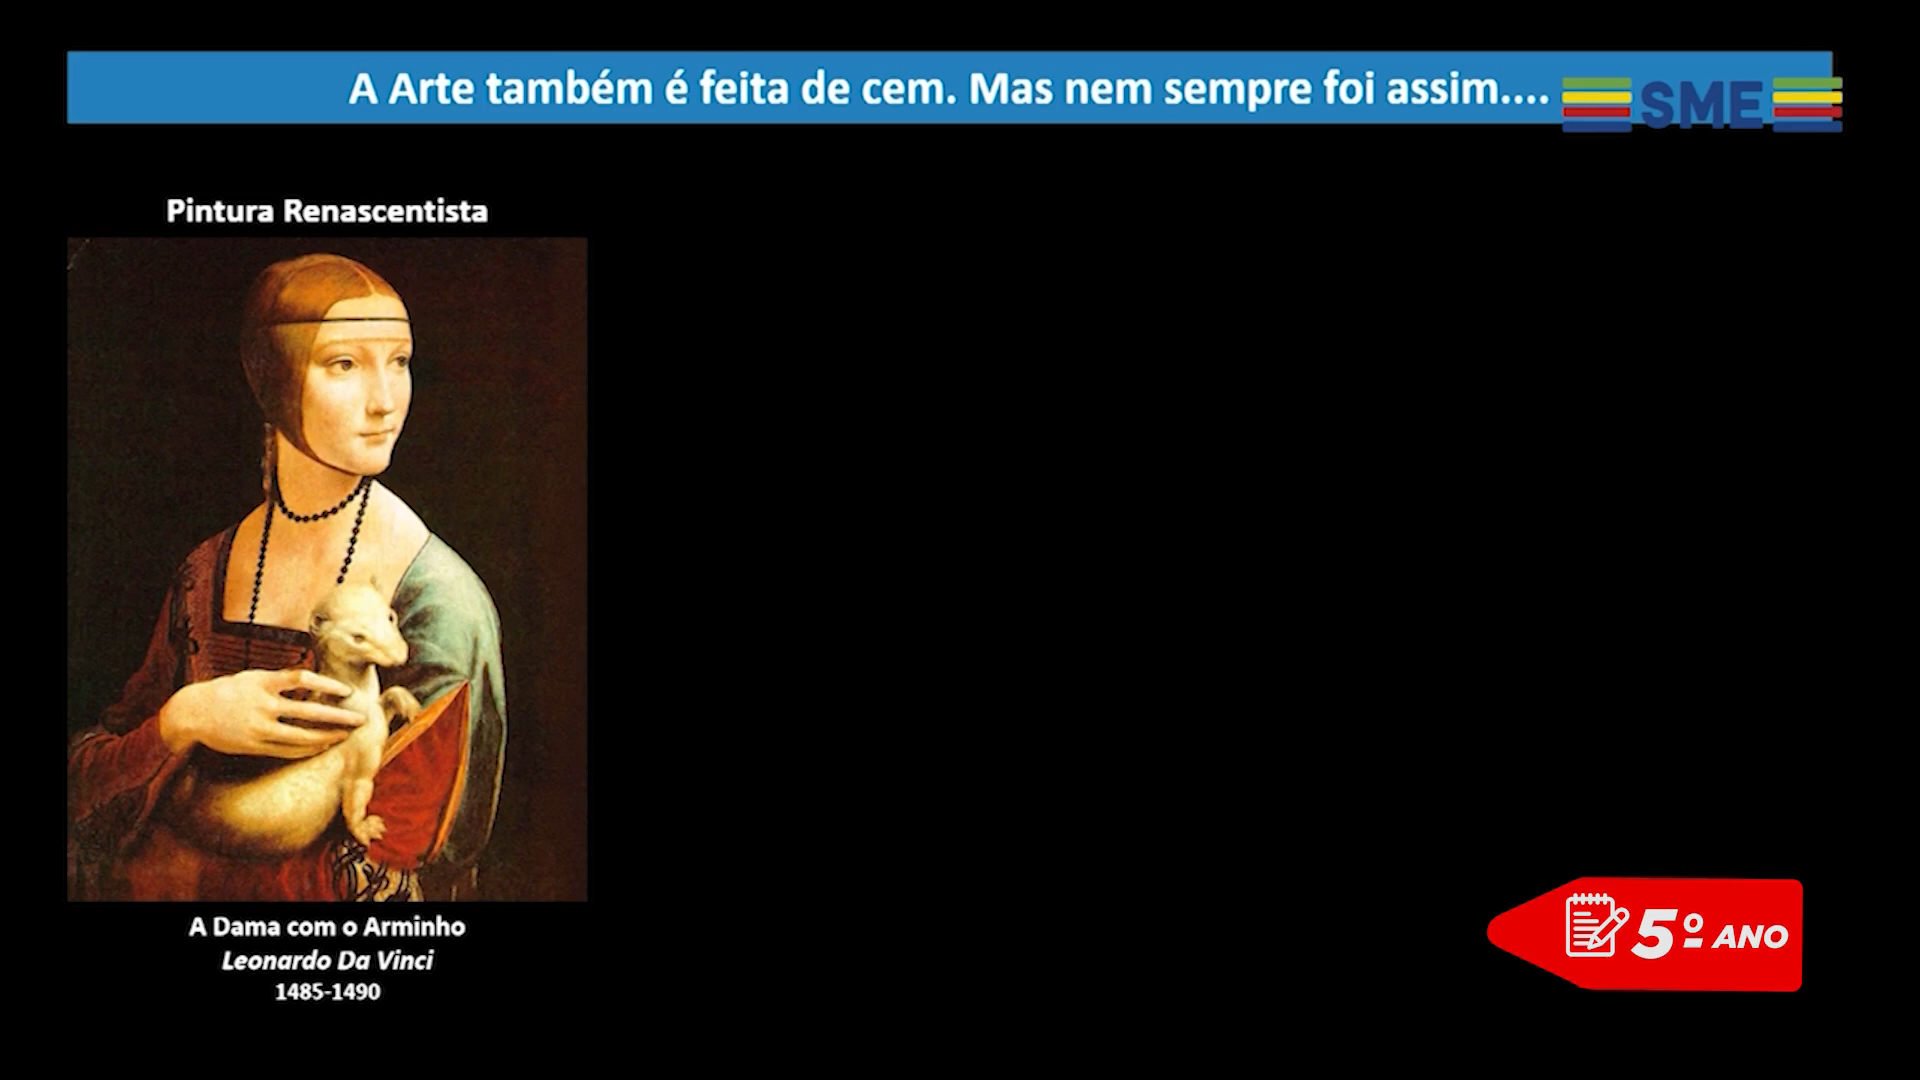 A Arte também é feita de cem. Mas nem sempre foi assim....
SME
Pintura Renascentista
A Dama com o Arminho
Leonardo Da Vinci
1485-1490
5º ANO